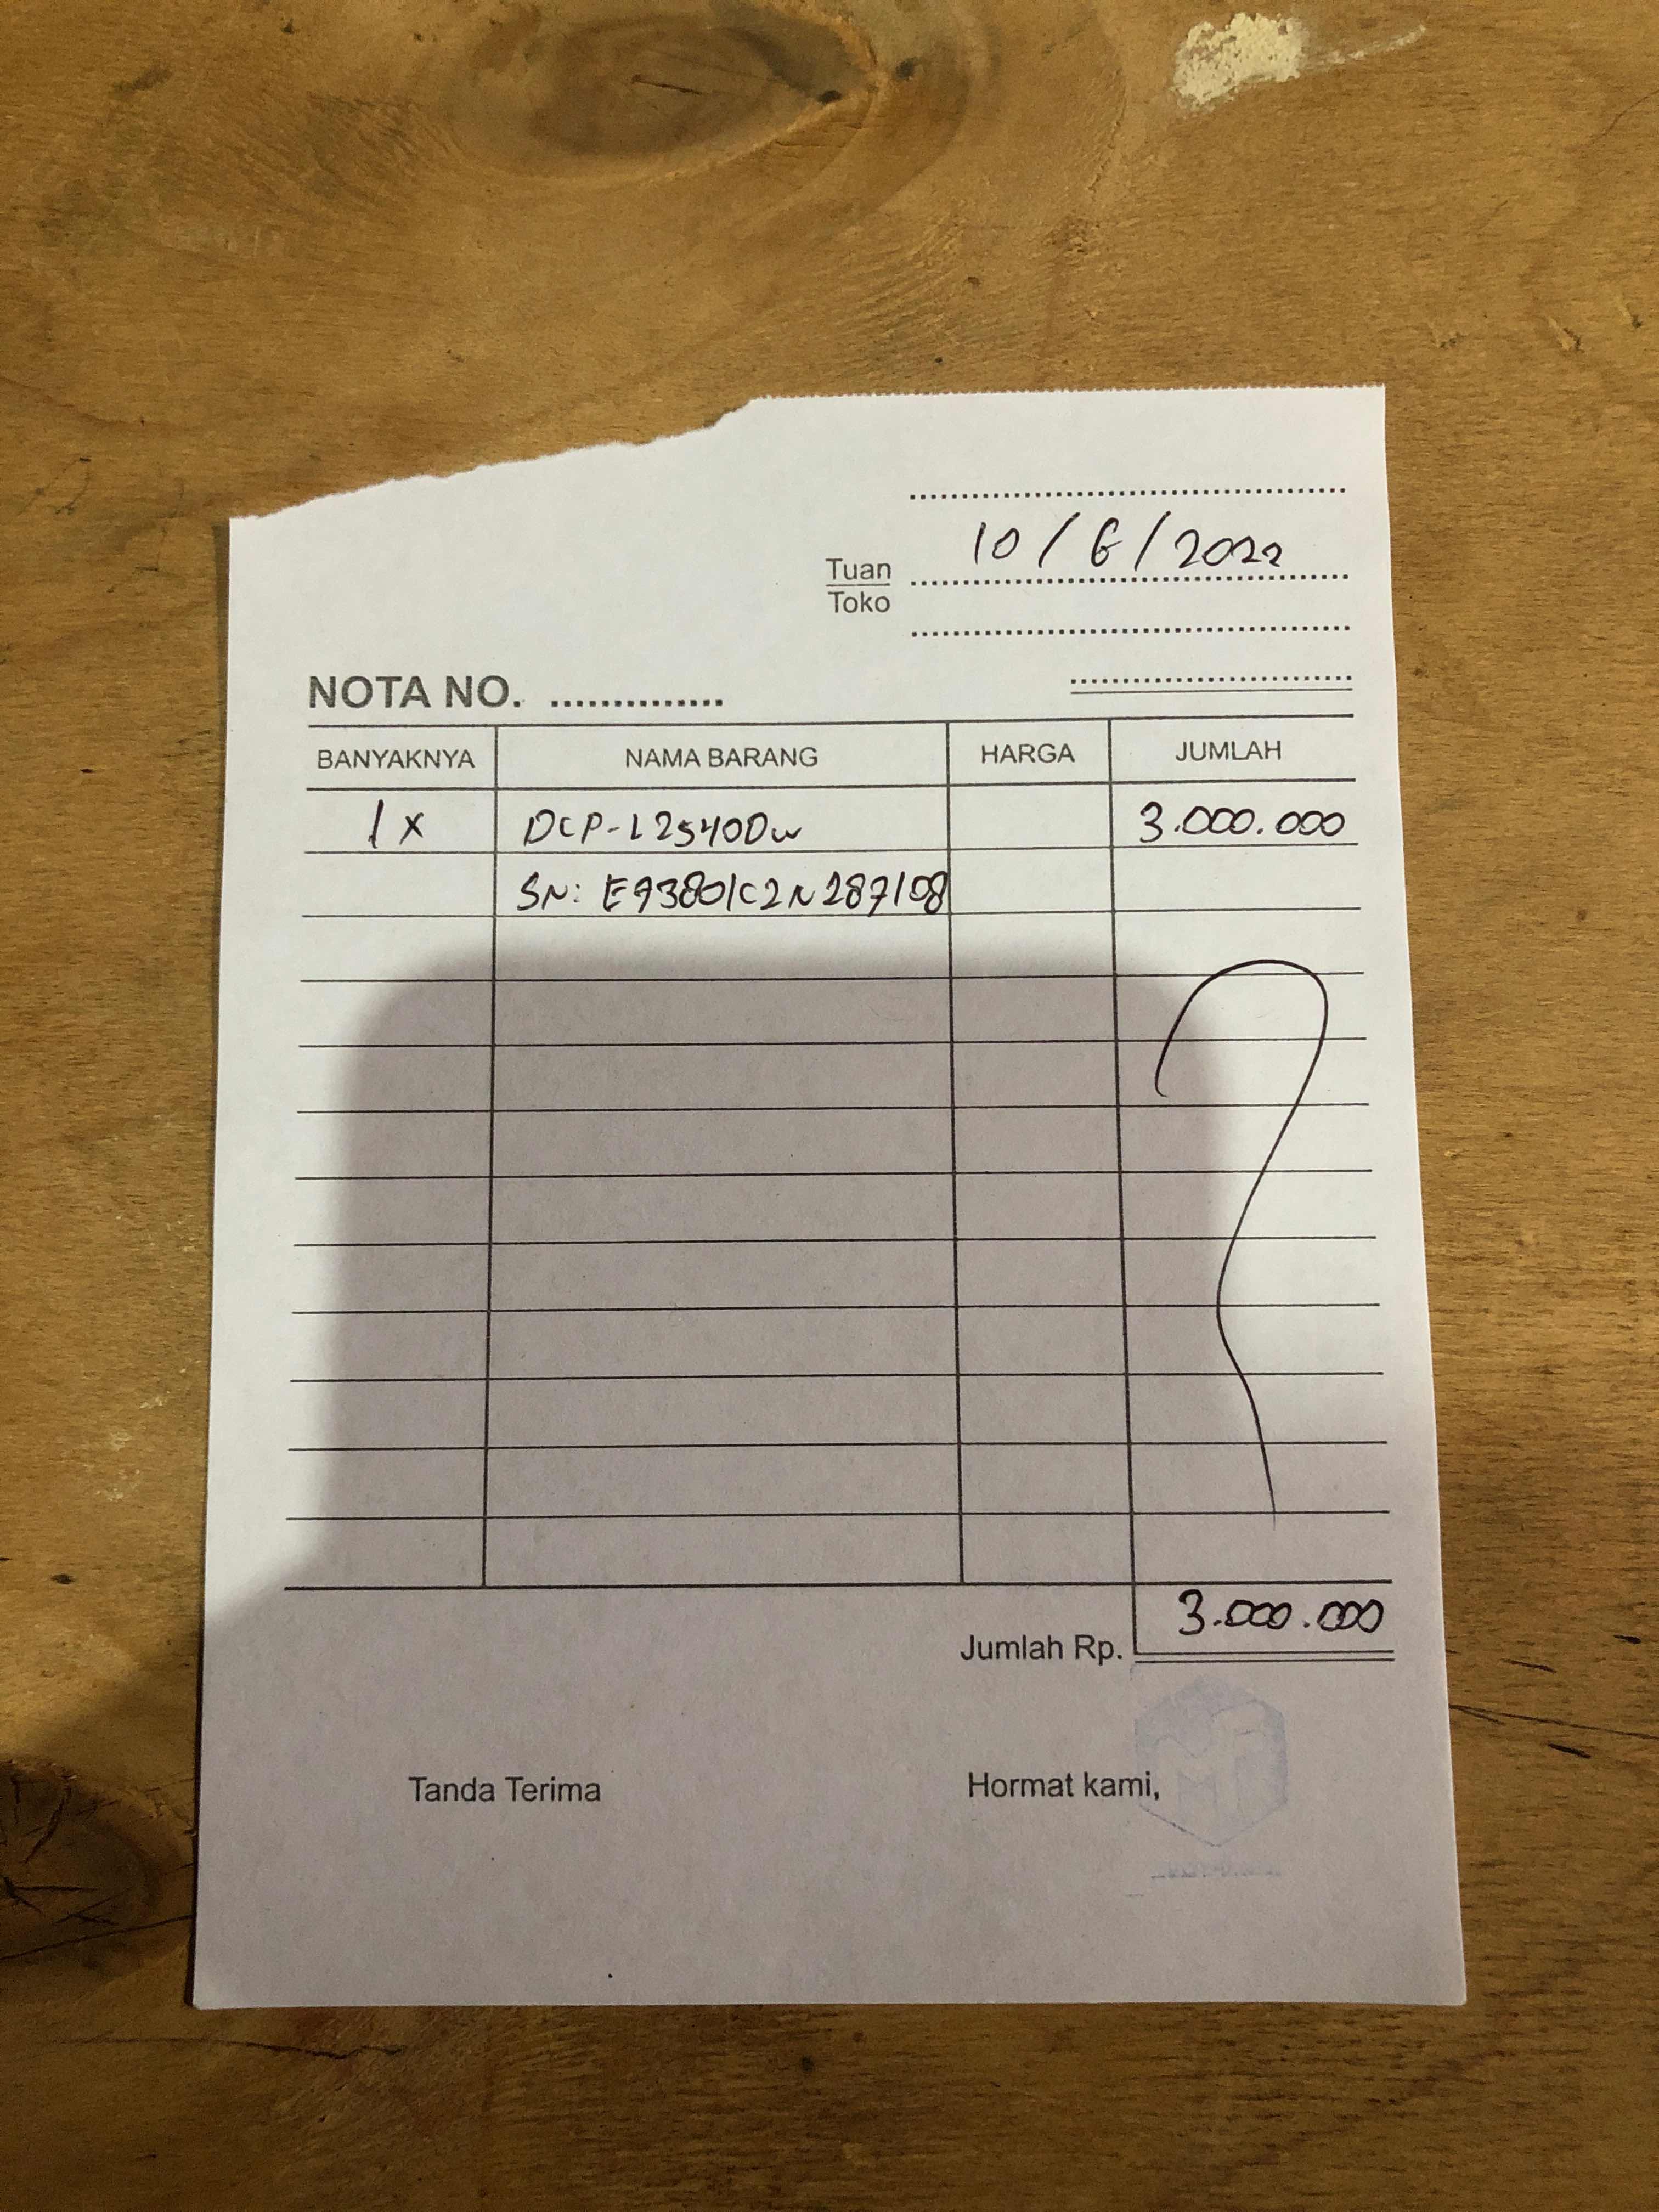 10/6/2022
Tuan
Toko
NOTA NO. ..............
BANYAKNYA NAMA BARANG HARGA JUMLAH
1x DCP-L2540Dw 3.000.000
SN: E73801C2N287108
3.000.000
Jumlah Rp.
Tanda Terima Hormat kami,